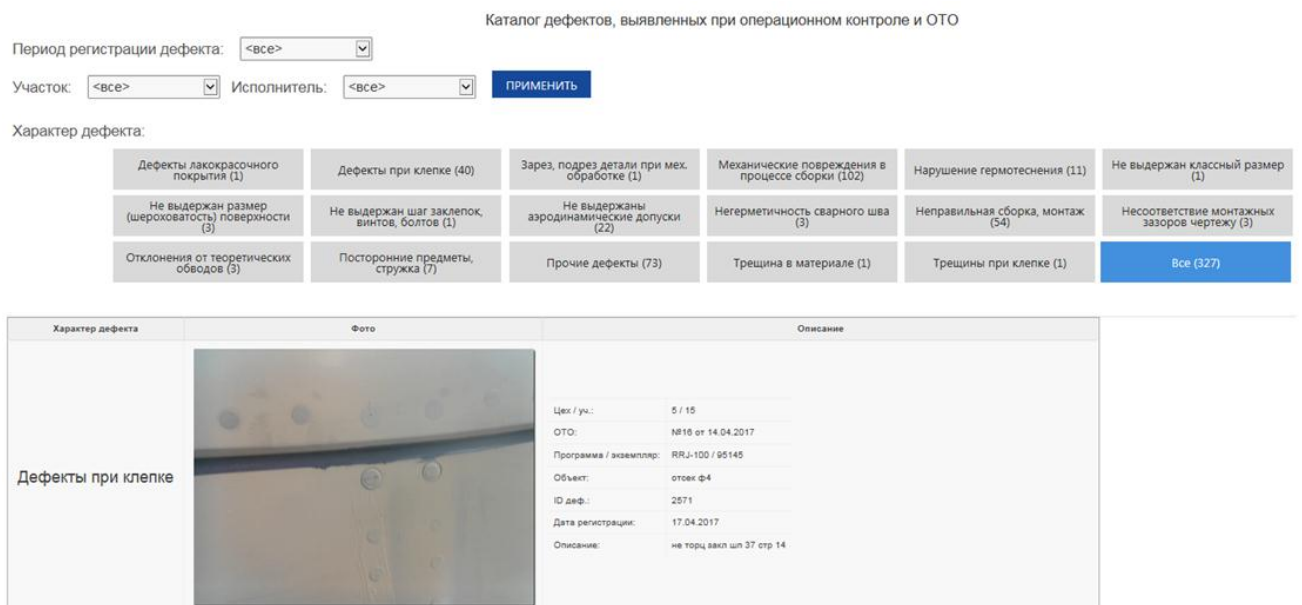 Каталог дефектов, выявленных при операционном контроле и ОТО
Период регистрации дефекта: <все>
Участок: <все> Исполнитель: <все> ПРИМЕНИТЬ
Характер дефекта:
Дефекты лакокрасочного
покрытия (1)
Дефекты при клепке (40)
Зарез, подрез детали при мех.
обработке (1)
Механические повреждения в
процессе сборки (102)
Нарушение гермотеснения (11)
Не выдержан классный размер
(1)
Не выдержан размер
(шероховатость) поверхности
(3)
Не выдержан шаг заклепок,
винтов, болтов (1)
Не выдержаны
аэродинамические допуски
(22)
Негерметичность сварного шва
(3)
Неправильная сборка, монтаж
(54)
Несоответствие монтажных
зазоров чертежу (3)
Отклонения от теоретических
обводов (3)
Посторонние предметы,
стружка (7)
Прочие дефекты (73)
Трещина в материале (1)
Трещины при клепке (1)
Все (327)
Характер дефекта Фото Описание
Дефекты при клепке
Цех / уч.: 5 / 15
ОТО: №16 от 14.04.2017
Программа / экземпляр: RRJ-100 / 95145
Объект: отсек ф4
ID деф.: 2571
Дата регистрации: 17.04.2017
Описание: не торц закл шп 37 стр 14